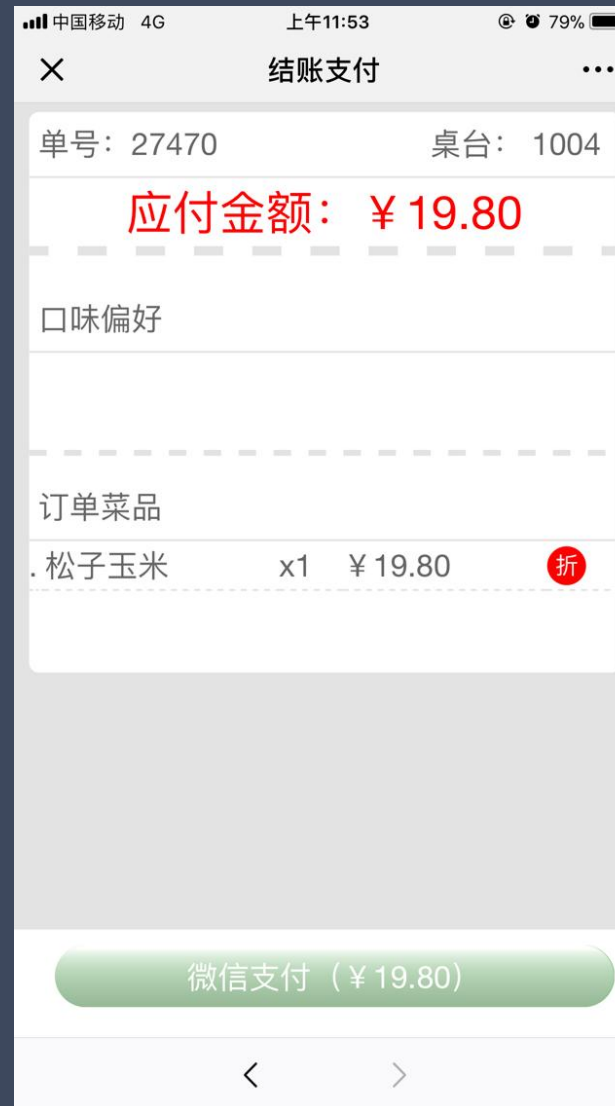 中国移动 4G 上午11:53 79%
结账支付
单号：27470 桌台： 1004
应付金额：￥19.80
口味偏好
订单菜品
. 松子玉米 x1 ￥19.80 折
微信支付（￥19.80）